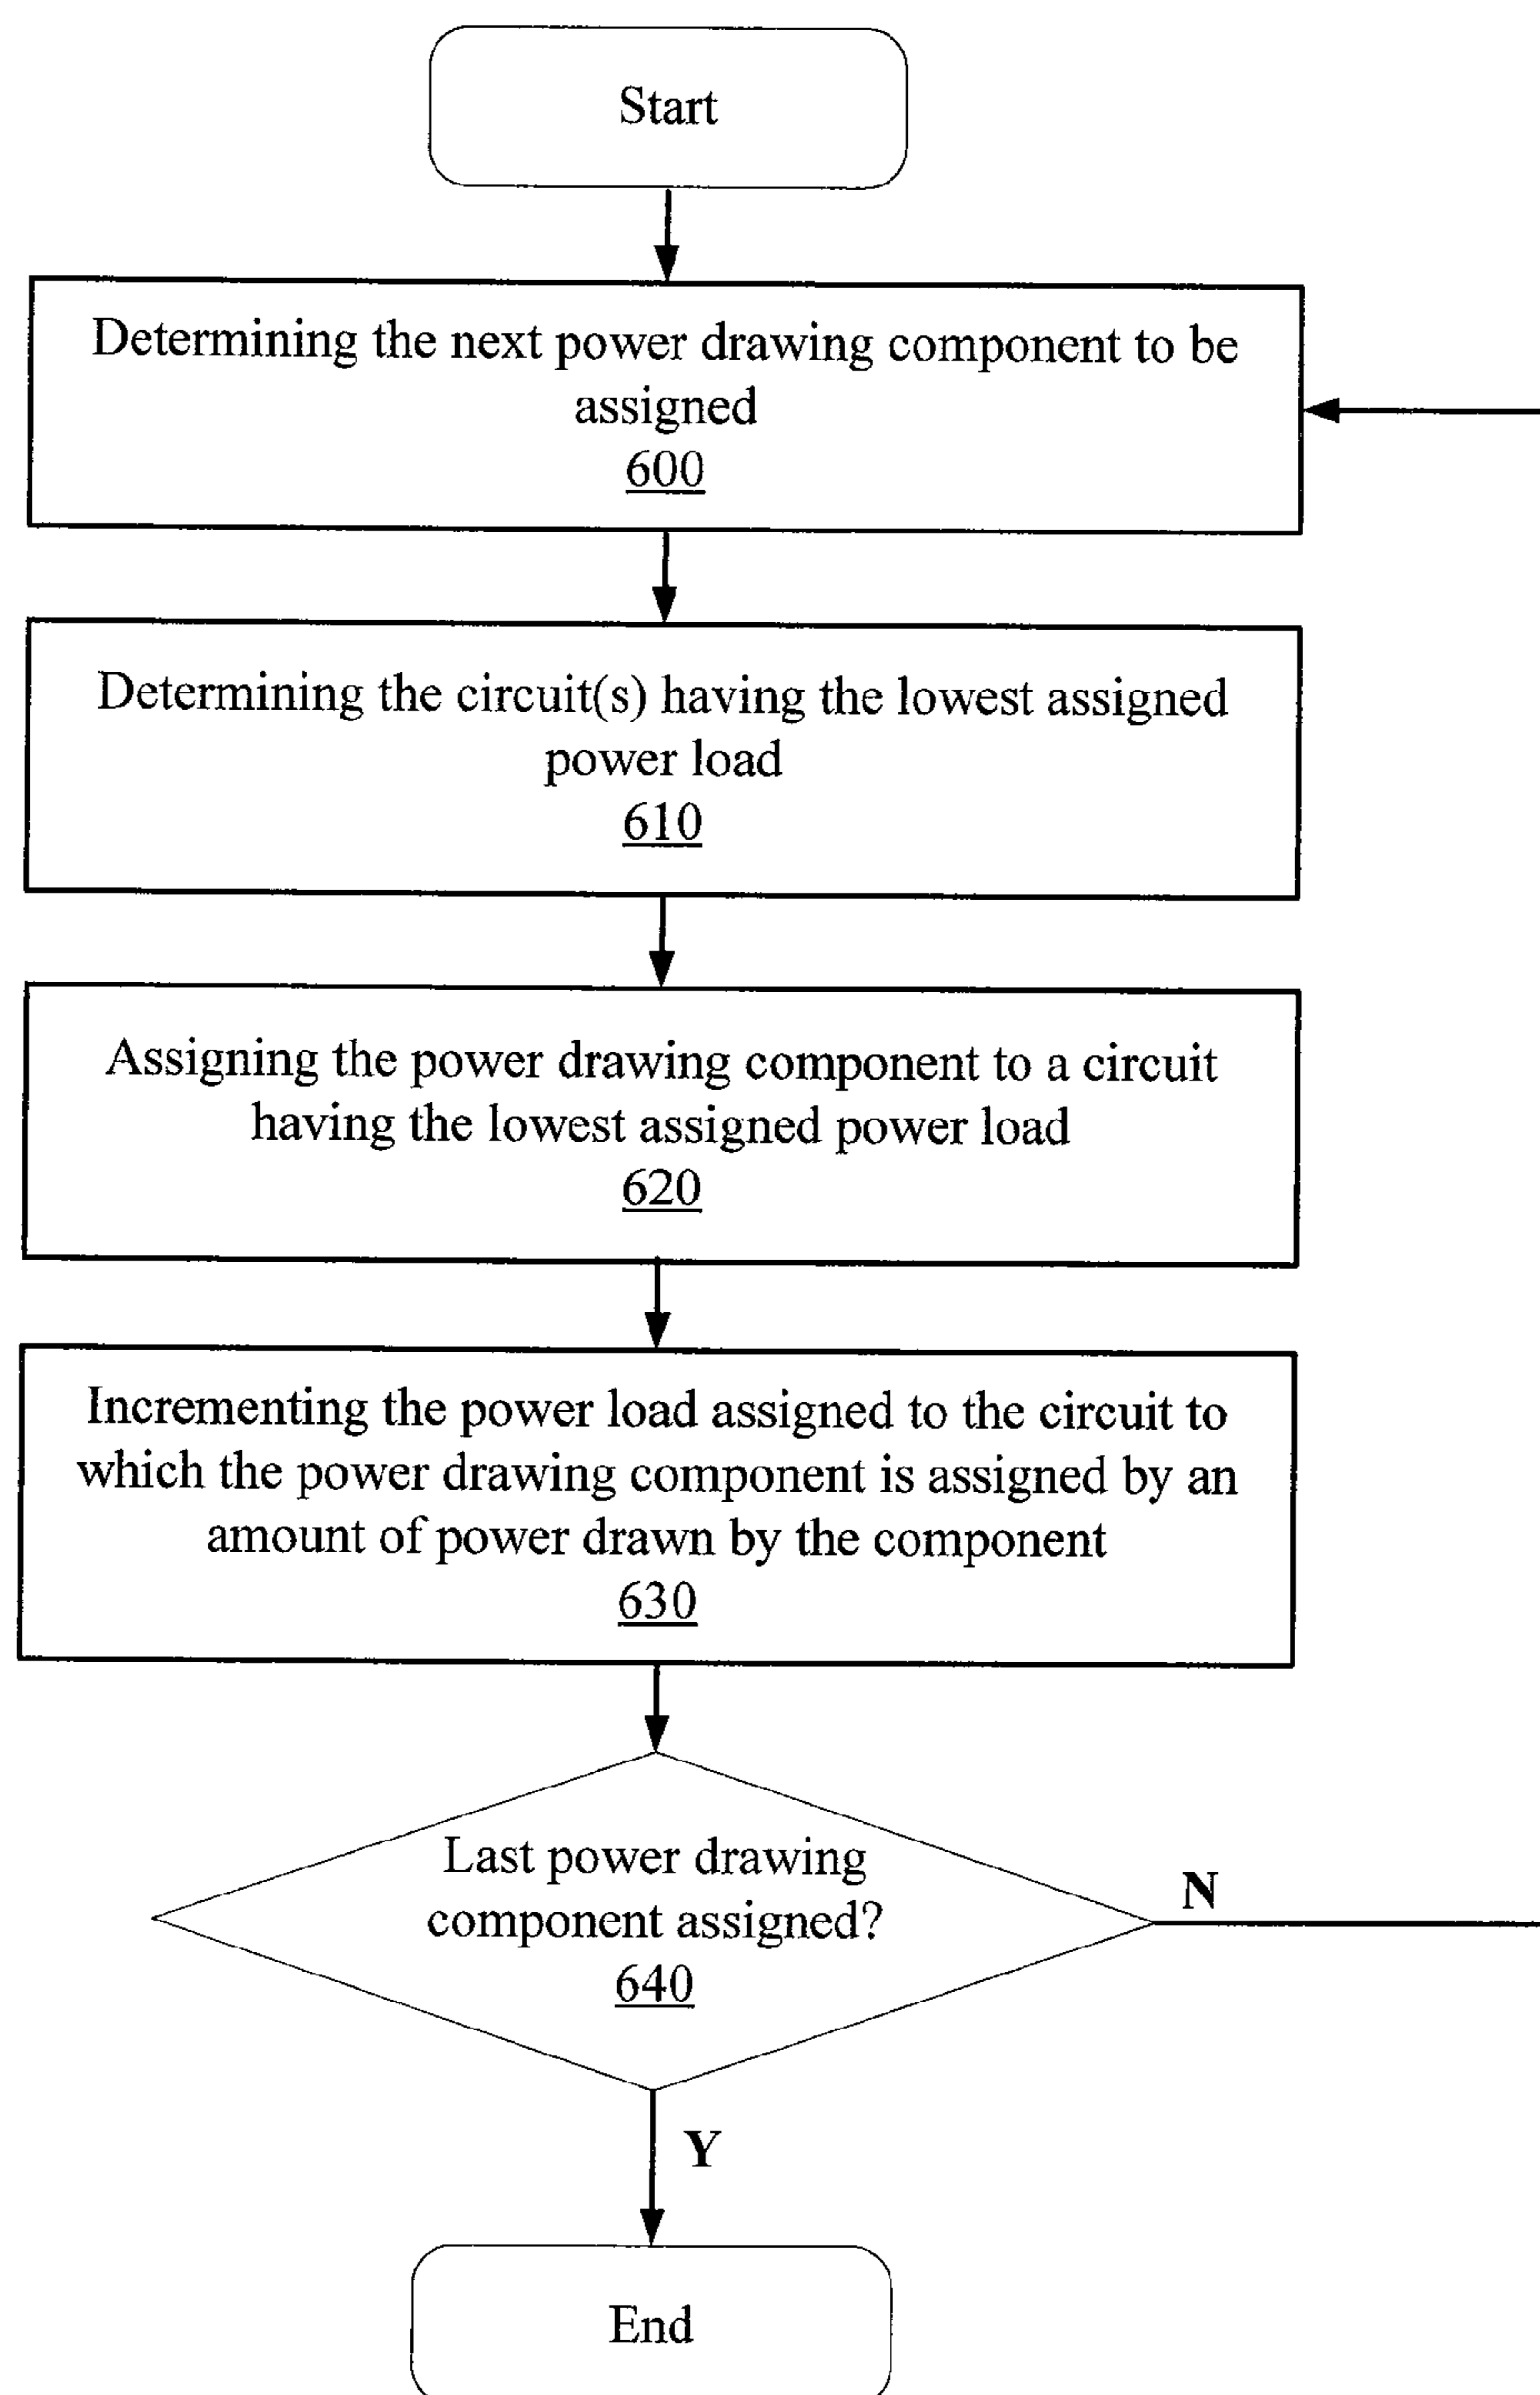 Start
Determining the next power drawing component to be
assigned
600
Determining the circuit(s) having the lowest assigned
power load
610
Assigning the power drawing component to a circuit
having the lowest assigned power load
620
Incrementing the power load assigned to the circuit to
which the power drawing component is assigned by an
amount of power drawn by the component
630
Last power drawing
component assigned?
640
N
Y
End